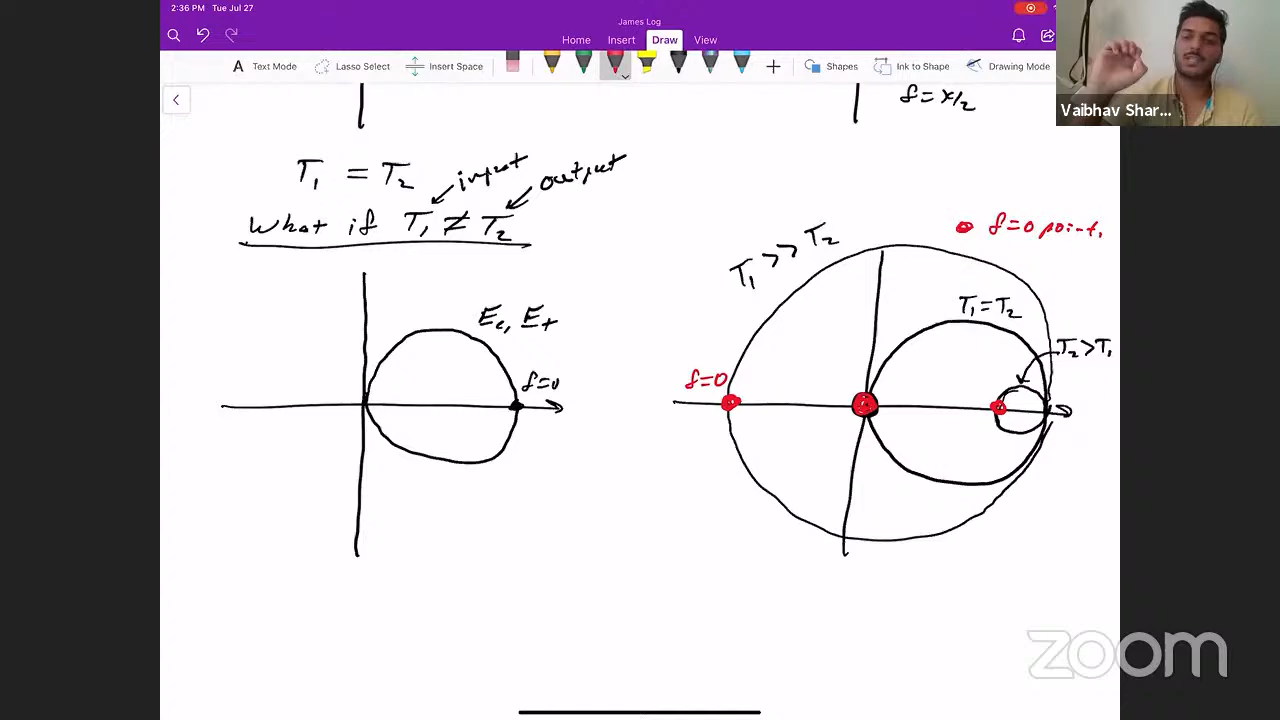 2:36 PM Tue Jul 27
James Log
Home Insert Draw View
Text Mode Lasso Select Insert Space Shapes Ink to Shape Drawing Mode
Vaibhav Shar...
T₁ = T₂
input
output
What if T₁ ≠ T₂
δ = γ/2
δ=0 point.
T₁ >> T₂
T₁=T₂
T₂>T₁
δ=0
δ=0
zoom